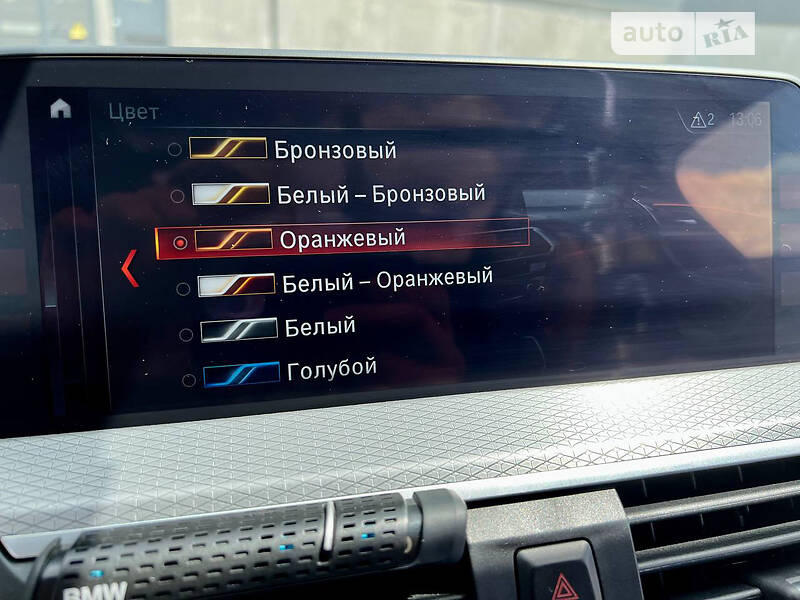 auto RIA
Цвет
2 13:06
Бронзовый
Белый – Бронзовый
Оранжевый
Белый – Оранжевый
Белый
Голубой
BMW